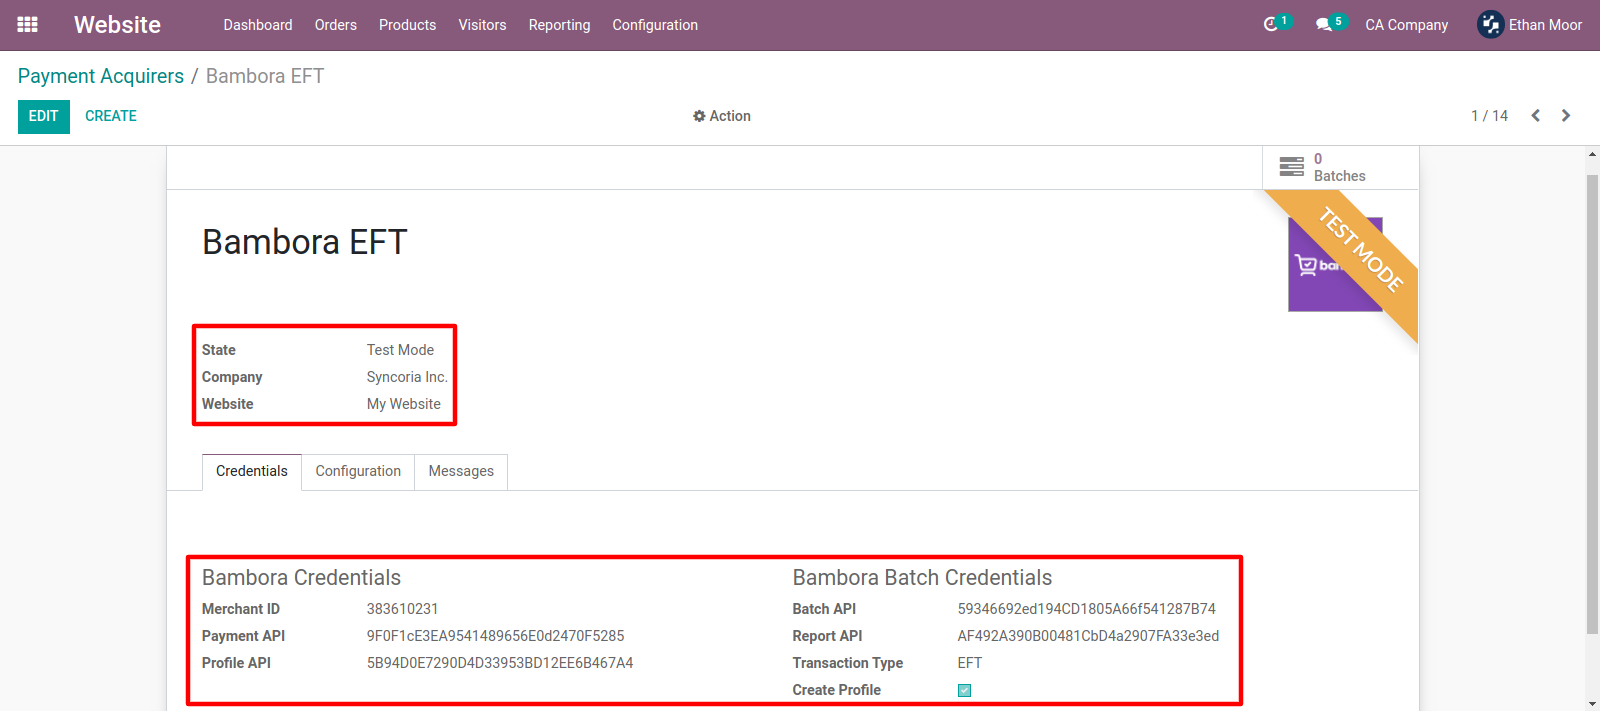 Website Dashboard Orders Products Visitors Reporting Configuration 1 5 CA Company Ethan Moor
Payment Acquirers / Bambora EFT
EDIT CREATE Action 1 / 14
0
Batches
TEST MODE
Bambora EFT
State Test Mode
Company Syncoria Inc.
Website My Website
Credentials Configuration Messages
Bambora Credentials Bambora Batch Credentials
Merchant ID 383610231 Batch API 59346692ed194CD1805A66f541287B74
Payment API 9F0F1cE3EA9541489656E0d2470F5285 Report API AF492A390B00481CbD4a2907FA33e3ed
Profile API 5B94D0E7290D4D33953BD12EE6B467A4 Transaction Type EFT
Create Profile